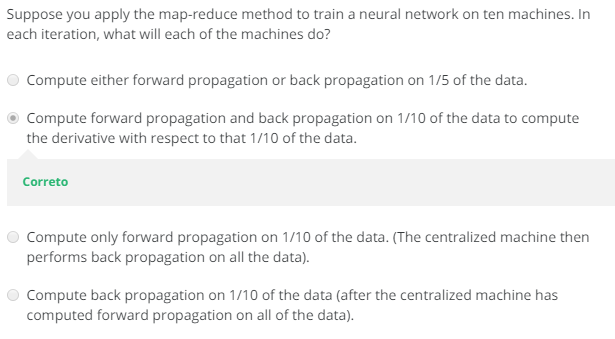 Suppose you apply the map-reduce method to train a neural network on ten machines. In
each iteration, what will each of the machines do?
Compute either forward propagation or back propagation on 1/5 of the data.
Compute forward propagation and back propagation on 1/10 of the data to compute
the derivative with respect to that 1/10 of the data.
Correto
Compute only forward propagation on 1/10 of the data. (The centralized machine then
performs back propagation on all the data).
Compute back propagation on 1/10 of the data (after the centralized machine has
computed forward propagation on all of the data).